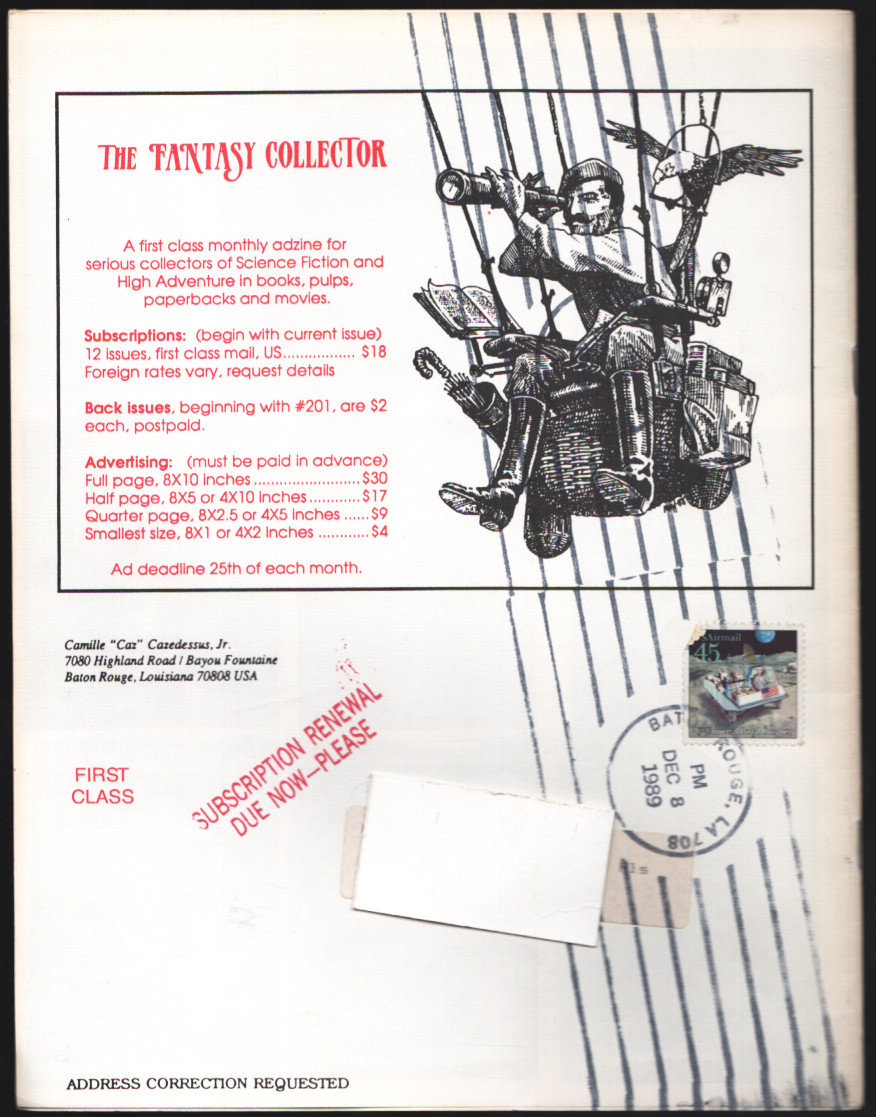 THE FANTASY COLLECTOR
A first class monthly adzine for
serious collectors of Science Fiction and
High Adventure in books, pulps,
paperbacks and movies.
Subscriptions: (begin with current issue)
12 issues, first class mail, US................. $18
Foreign rates vary, request details
Back issues, beginning with #201, are $2
each, postpaid.
Advertising: (must be paid in advance)
Full page, 8X10 inches.........................$30
Half page, 8X5 or 4X10 inches............$17
Quarter page, 8X2.5 or 4X5 inches ......$9
Smallest size, 8X1 or 4X2 inches ............$4
Ad deadline 25th of each month.
Camille "Caz" Cazedessus, Jr.
7080 Highland Road / Bayou Fountaine
Baton Rouge, Louisiana 70808 USA
USAirmail
45
SUBSCRIPTION RENEWAL
DUE NOW—PLEASE
BATON ROUGE, LA 708
PM
DEC 8
1989
FIRST
CLASS
ADDRESS CORRECTION REQUESTED